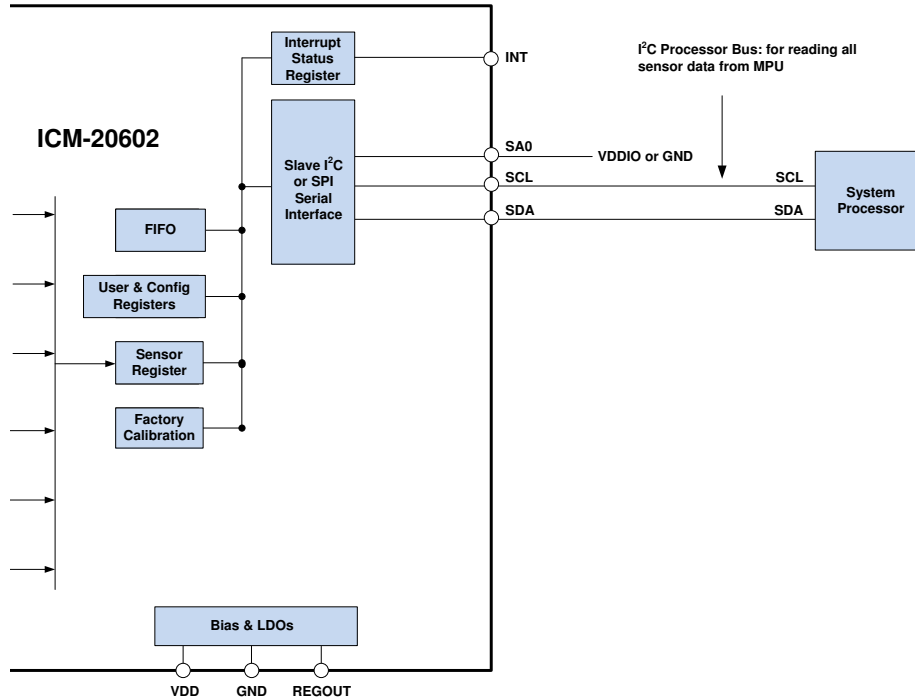 Interrupt
Status
Register
INT
I²C Processor Bus: for reading all
sensor data from MPU
ICM-20602
Slave I²C
or SPI
Serial
Interface
SA0
VDDIO or GND
SCL
SCL
SDA
SDA
System
Processor
FIFO
User & Config
Registers
Sensor
Register
Factory
Calibration
Bias & LDOs
VDD
GND
REGOUT